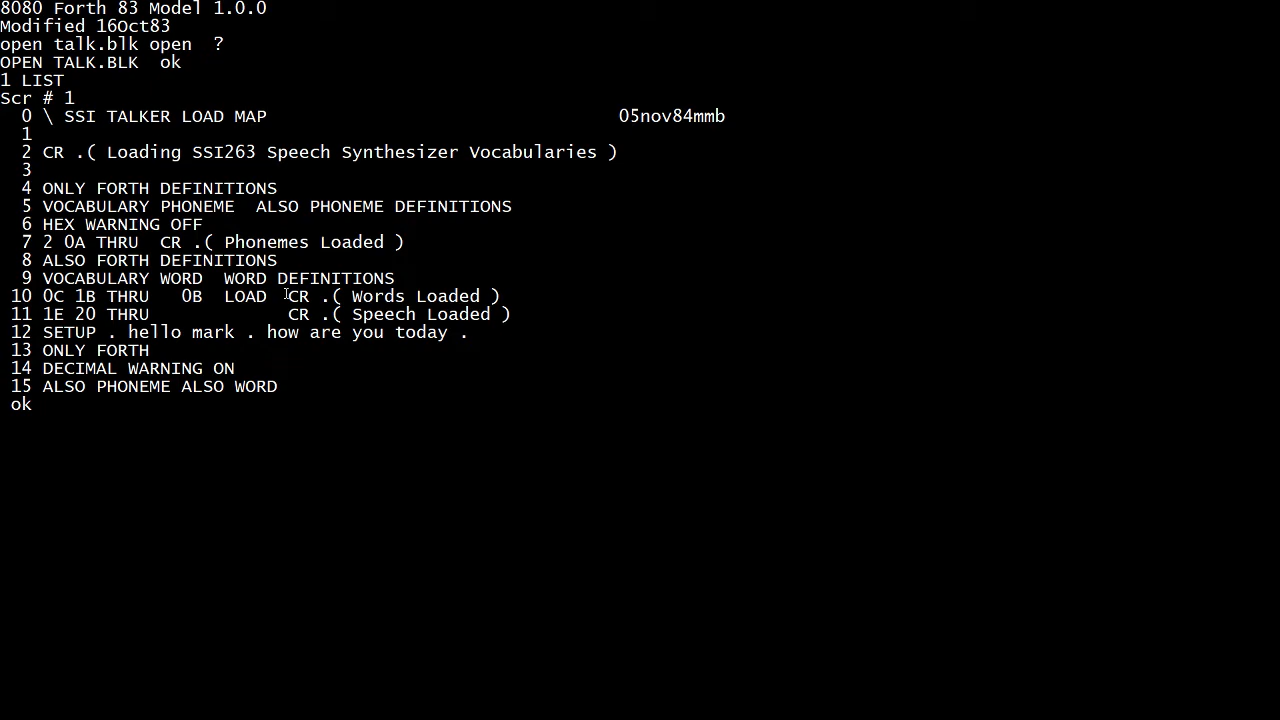 8080 Forth 83 Model 1.0.0
Modified 16Oct83
open talk.blk open  ?
OPEN TALK.BLK  ok
1 LIST
Scr # 1
  0 \ SSI TALKER LOAD MAP                                 05nov84mmb
  1
  2 CR .( Loading SSI263 Speech Synthesizer Vocabularies )
  3
  4 ONLY FORTH DEFINITIONS
  5 VOCABULARY PHONEME  ALSO PHONEME DEFINITIONS
  6 HEX WARNING OFF
  7 2 0A THRU  CR .( Phonemes Loaded )
  8 ALSO FORTH DEFINITIONS
  9 VOCABULARY WORD  WORD DEFINITIONS
 10 0C 1B THRU   0B  LOAD  CR .( Words Loaded )
 11 1E 20 THRU             CR .( Speech Loaded )
 12 SETUP . hello mark . how are you today .
 13 ONLY FORTH
 14 DECIMAL WARNING ON
 15 ALSO PHONEME ALSO WORD
 ok